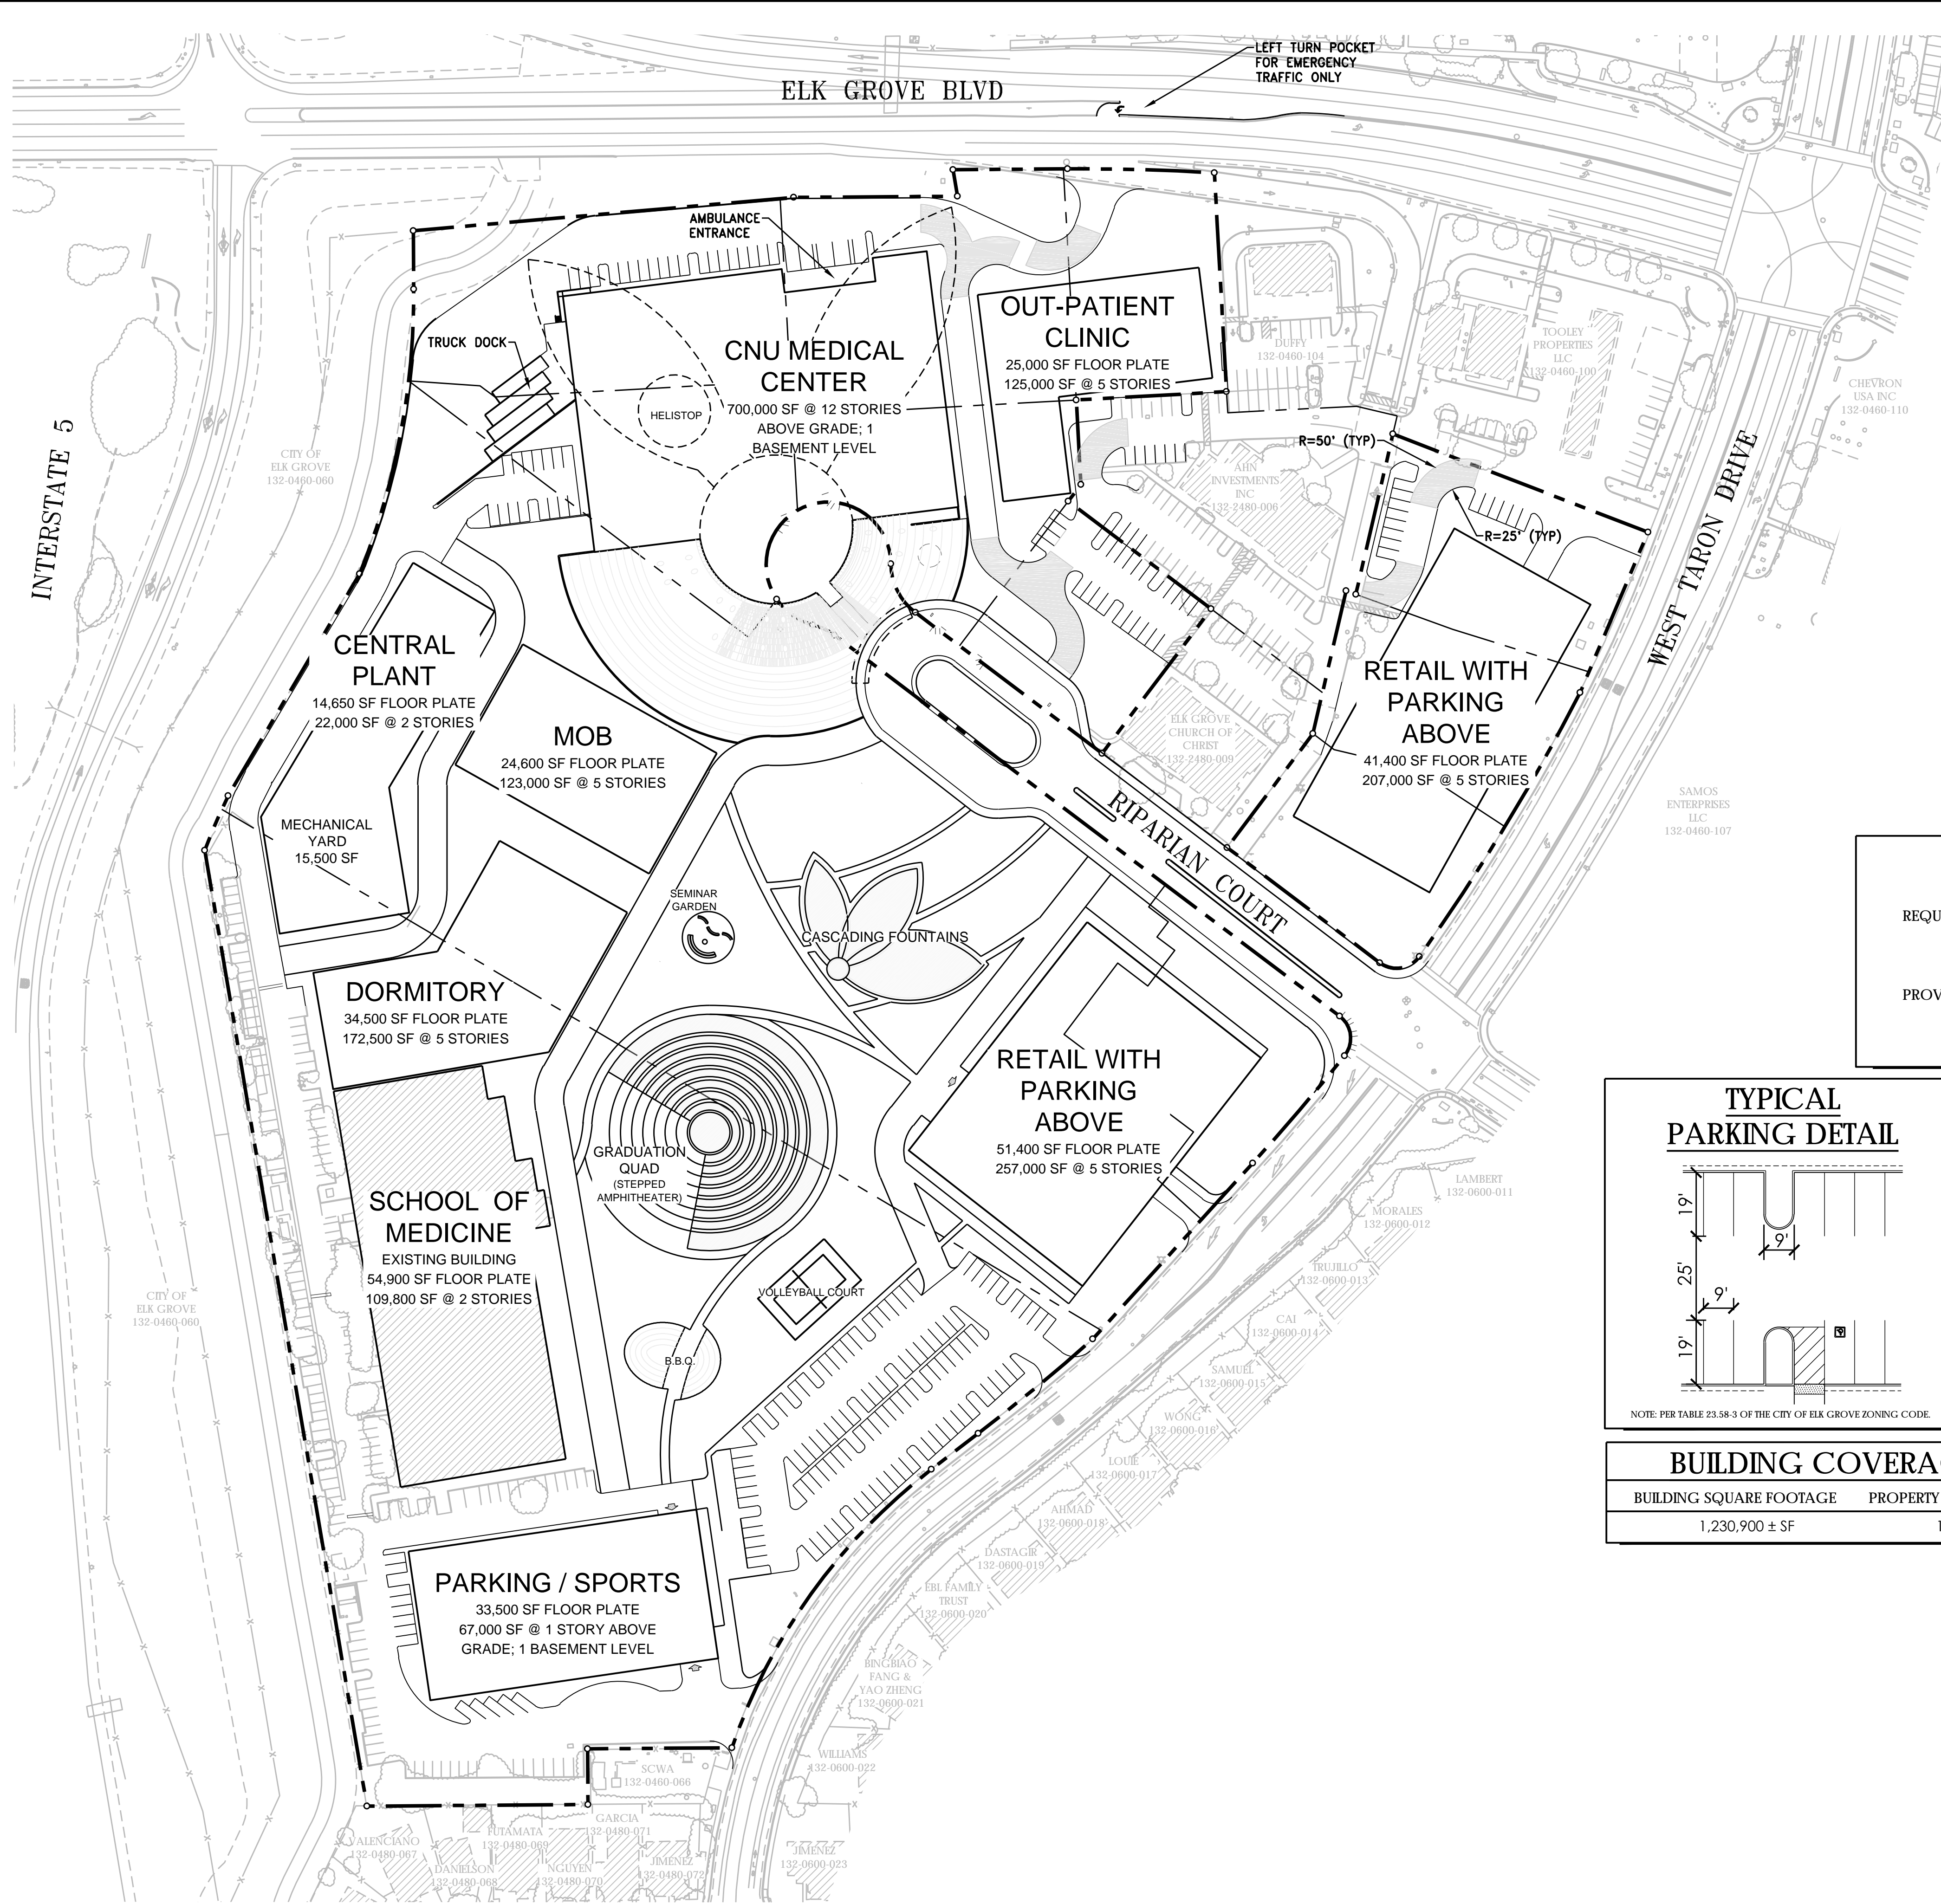 LEFT TURN POCKET
FOR EMERGENCY
TRAFFIC ONLY
ELK GROVE BLVD
AMBULANCE
ENTRANCE
TRUCK DOCK
CNU MEDICAL
CENTER
700,000 SF @ 12 STORIES
ABOVE GRADE; 1
BASEMENT LEVEL
HELISTOP
OUT-PATIENT
CLINIC
25,000 SF FLOOR PLATE
125,000 SF @ 5 STORIES
DUFFY
132-0460-104
TOOLEY
PROPERTIES
LLC
132-0460-100
CHEVRON
USA INC
132-0460-110
INTERSTATE 5
CITY OF
ELK GROVE
132-0460-060
R=50' (TYP)
AHN
INVESTMENTS
INC
132-2480-006
R=25' (TYP)
WEST TARON DRIVE
CENTRAL
PLANT
14,650 SF FLOOR PLATE
22,000 SF @ 2 STORIES
MOB
24,600 SF FLOOR PLATE
123,000 SF @ 5 STORIES
ELK GROVE
CHURCH OF
CHRIST
132-2480-009
RETAIL WITH
PARKING
ABOVE
41,400 SF FLOOR PLATE
207,000 SF @ 5 STORIES
SAMOS
ENTERPRISES
LLC
132-0460-107
MECHANICAL
YARD
15,500 SF
RIPARIAN COURT
SEMINAR
GARDEN
CASCADING FOUNTAINS
DORMITORY
34,500 SF FLOOR PLATE
172,500 SF @ 5 STORIES
RETAIL WITH
PARKING
ABOVE
51,400 SF FLOOR PLATE
257,000 SF @ 5 STORIES
GRADUATION
QUAD
(STEPPED
AMPHITHEATER)
SCHOOL OF
MEDICINE
EXISTING BUILDING
54,900 SF FLOOR PLATE
109,800 SF @ 2 STORIES
VOLLEYBALL COURT
B.B.Q.
CITY OF
ELK GROVE
132-0460-060
LAMBERT
132-0600-011
MORALES
132-0600-012
TRUJILLO
132-0600-013
CAI
132-0600-014
SAMUEL
132-0600-015
WONG
132-0600-016
LOUIE
132-0600-017
AHMAD
132-0600-018
DASTAGIR
132-0600-019
EBL FAMILY
TRUST
132-0600-020
BINGBIAO
FANG &
YAO ZHENG
132-0600-021
WILLIAMS
132-0600-022
JIMENEZ
132-0600-023
PARKING / SPORTS
33,500 SF FLOOR PLATE
67,000 SF @ 1 STORY ABOVE
GRADE; 1 BASEMENT LEVEL
SCWA
132-0460-066
VALENCIANO
132-0480-067
DANIELSON
132-0480-068
FUTAMATA
132-0480-069
NGUYEN
132-0480-070
GARCIA
132-0480-071
JIMENEZ
132-0480-072
REQU
PROV
TYPICAL
PARKING DETAIL
19'
9'
25'
9'
19'
NOTE: PER TABLE 23.58-3 OF THE CITY OF ELK GROVE ZONING CODE.
BUILDING COVERA
BUILDING SQUARE FOOTAGE PROPERTY
1,230,900 ± SF